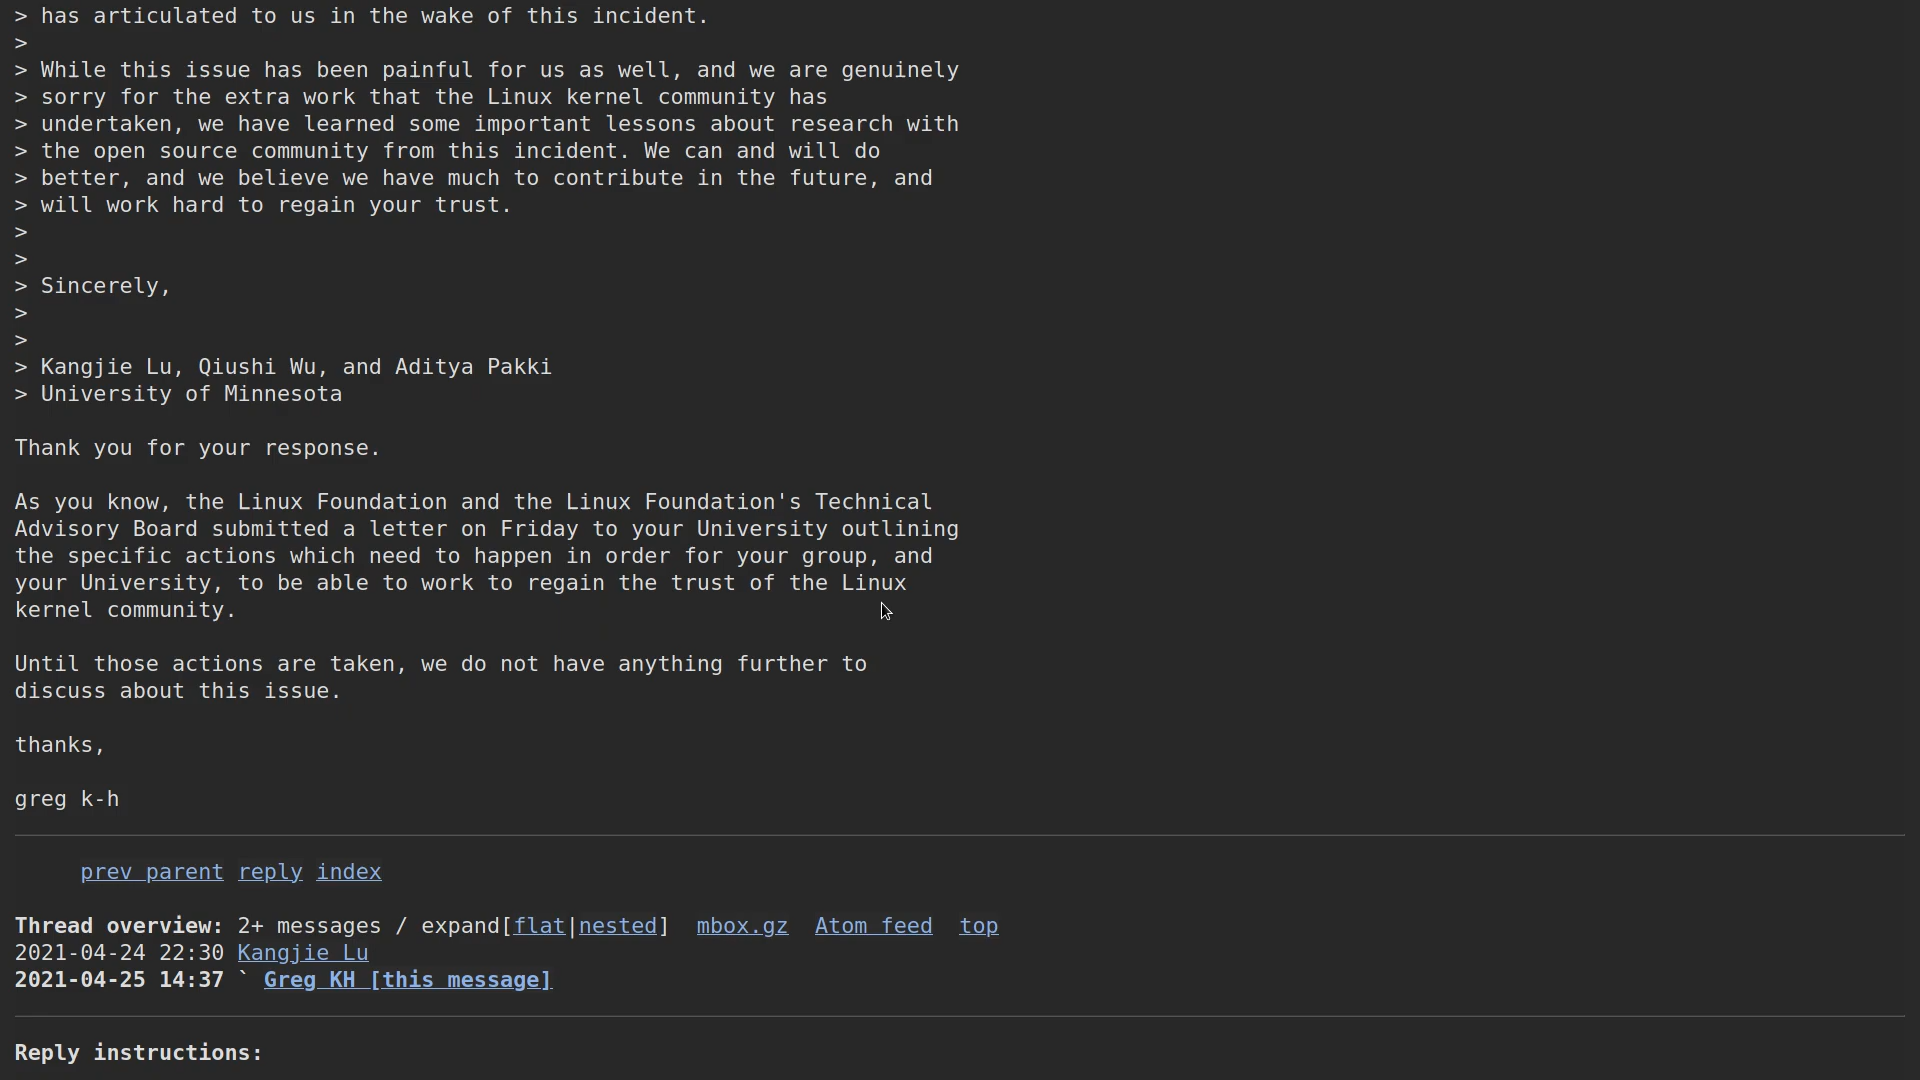 > has articulated to us in the wake of this incident.
>
> While this issue has been painful for us as well, and we are genuinely
> sorry for the extra work that the Linux kernel community has
> undertaken, we have learned some important lessons about research with
> the open source community from this incident. We can and will do
> better, and we believe we have much to contribute in the future, and
> will work hard to regain your trust.
>
>
> Sincerely,
>
>
> Kangjie Lu, Qiushi Wu, and Aditya Pakki
> University of Minnesota
Thank you for your response.
As you know, the Linux Foundation and the Linux Foundation's Technical
Advisory Board submitted a letter on Friday to your University outlining
the specific actions which need to happen in order for your group, and
your University, to be able to work to regain the trust of the Linux
kernel community.
Until those actions are taken, we do not have anything further to
discuss about this issue.
thanks,
greg k-h
prev parent reply index
Thread overview: 2+ messages / expand[flat|nested]  mbox.gz  Atom feed  top
2021-04-24 22:30 Kangjie Lu
2021-04-25 14:37 ` Greg KH [this message]
Reply instructions: